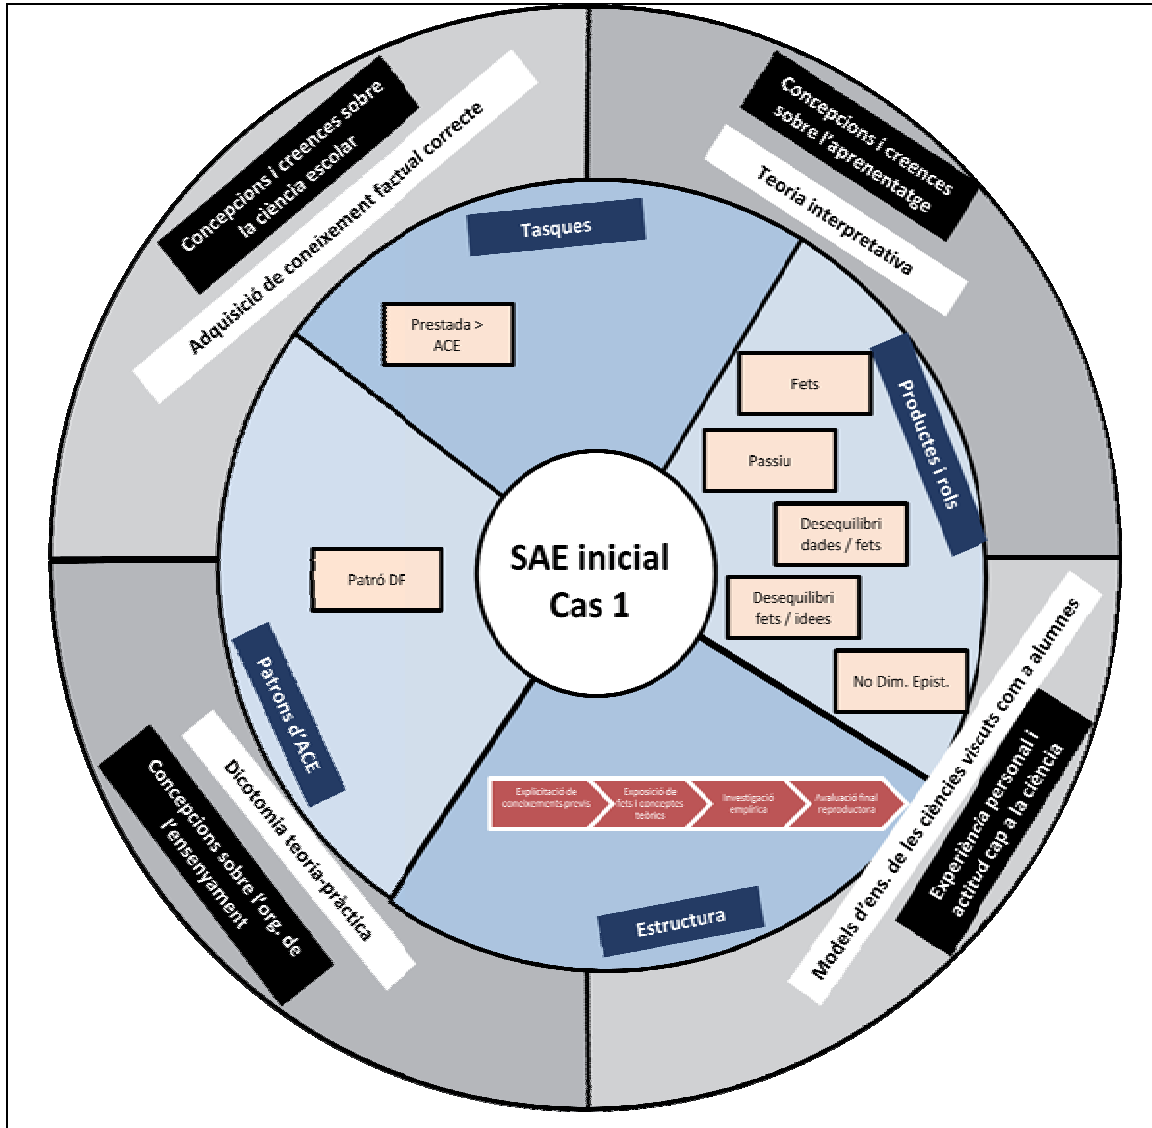 Concepcions i creences sobre
la ciència escolar
Adquisició de coneixement factual correcte
Concepcions i creences
sobre l'aprenentatge
Teoria interpretativa
Tasques
Prestada >
ACE
Productes i rols
Fets
Passiu
Desequilibri
dades / fets
Desequilibri
fets / idees
No Dim. Epist.
SAE inicial
Cas 1
Patró DF
Patrons d'ACE
Explicitació de
coneixements previs
Exposició de
fets i conceptes
teòrics
Investigació
empírica
Avaluació final
reproductora
Estructura
Concepcions sobre l'org. de
l'ensenyament
Dicotomia teoria-pràctica
Models d'ens. de les ciències viscuts com a alumnes
Experiència personal i
actitud cap a la ciència